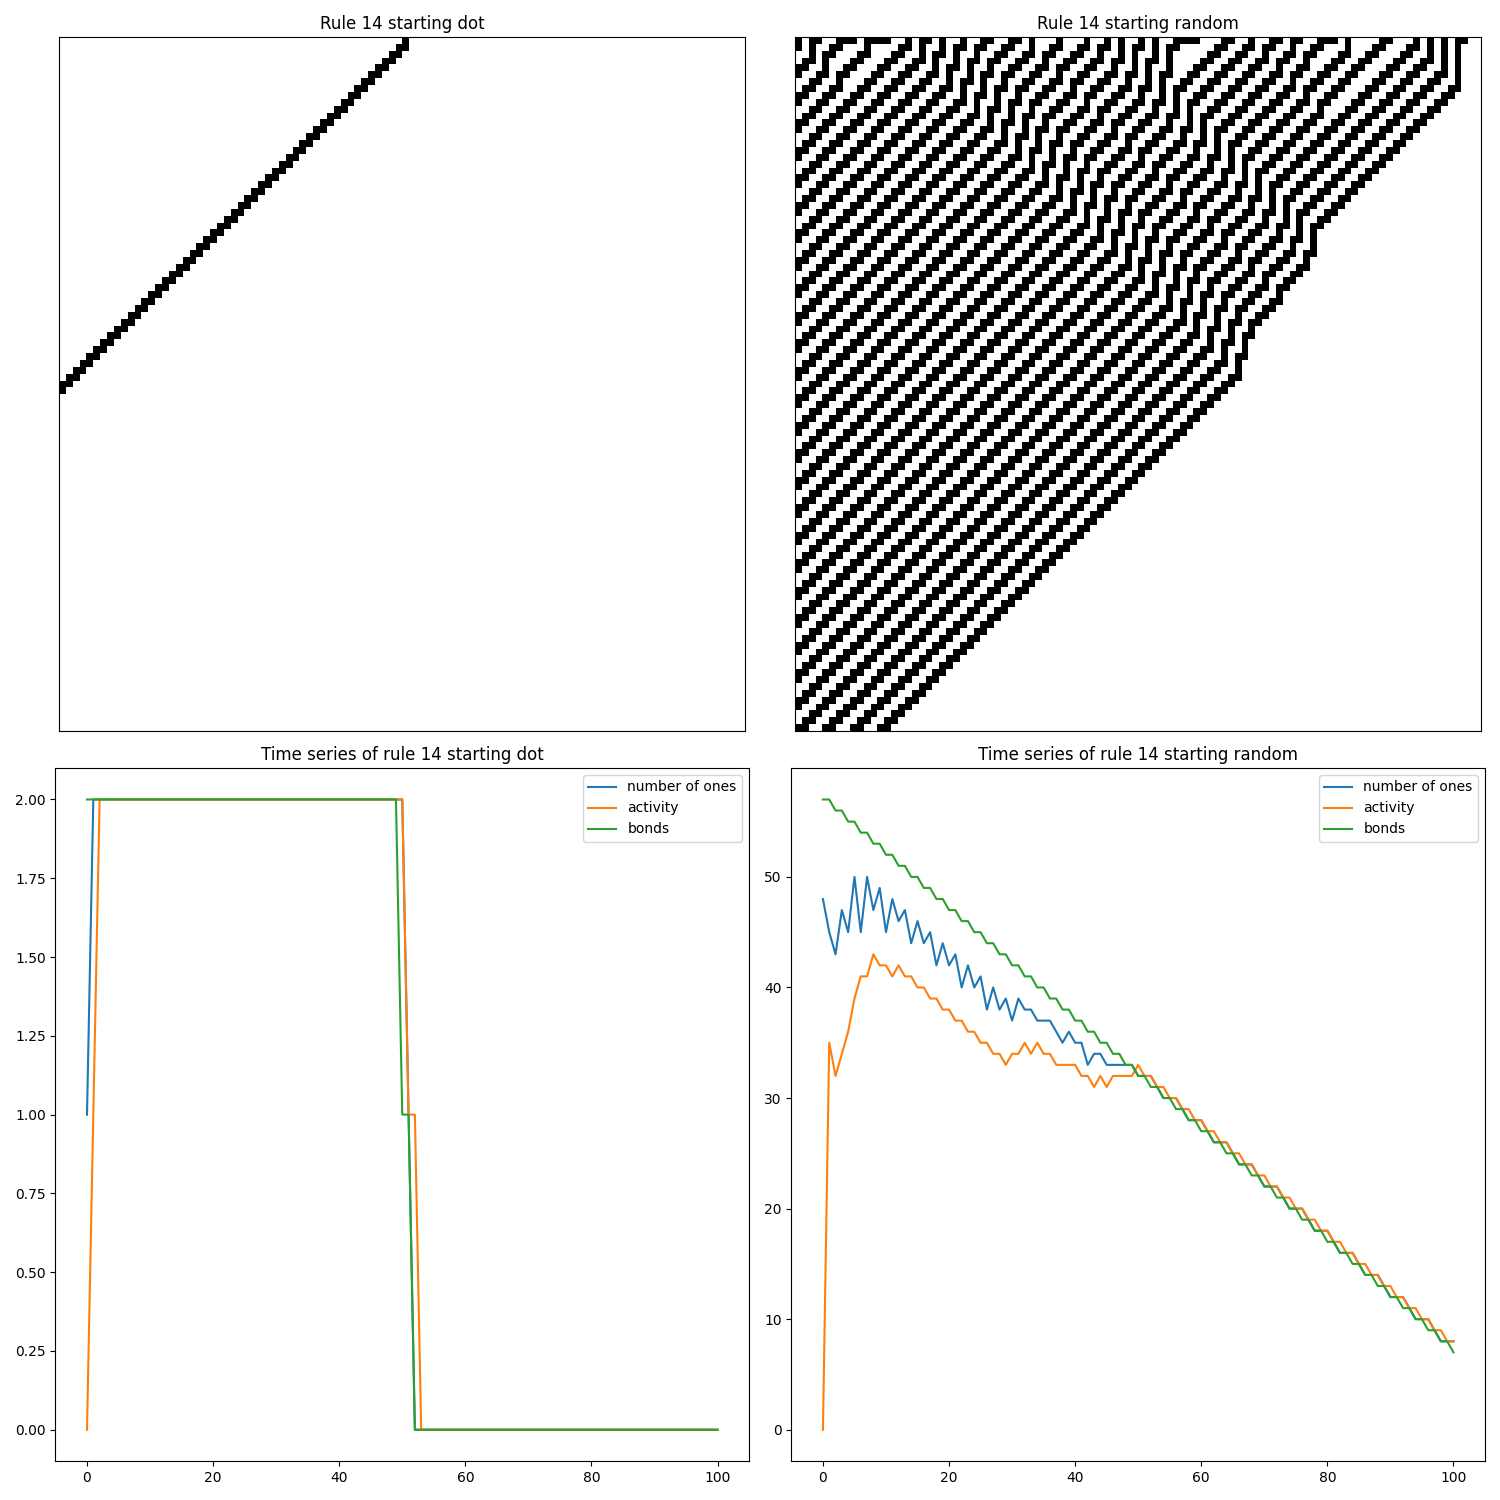 Rule 14 starting dot
Rule 14 starting random
Time series of rule 14 starting dot
2.00
1.75
1.50
1.25
1.00
0.75
0.50
0.25
0.00
0 20 40 60 80 100
number of ones
activity
bonds
Time series of rule 14 starting random
50
40
30
20
10
0
0 20 40 60 80 100
number of ones
activity
bonds